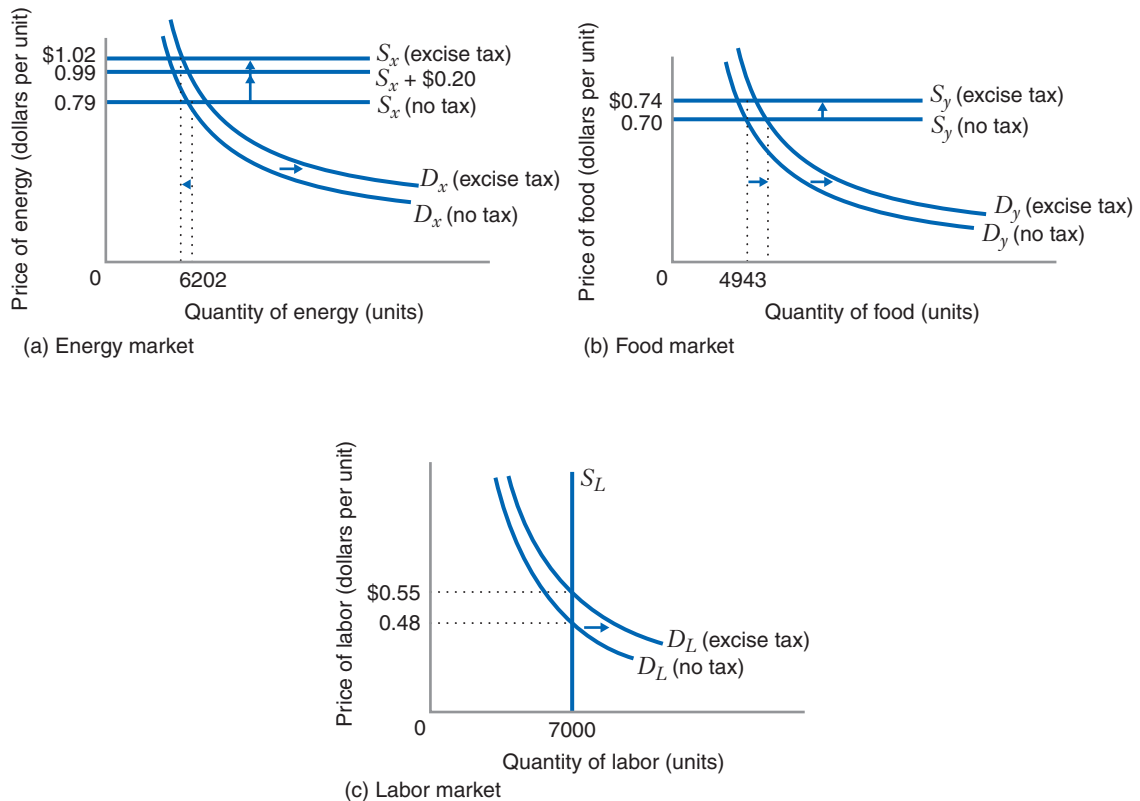 Price of energy (dollars per unit)
$1.02
0.99
0.79
0
6202
Sx (excise tax)
Sx + $0.20
Sx (no tax)
Dx (excise tax)
Dx (no tax)
Quantity of energy (units)
(a) Energy market
Price of food (dollars per unit)
$0.74
0.70
0
4943
Sy (excise tax)
Sy (no tax)
Dy (excise tax)
Dy (no tax)
Quantity of food (units)
(b) Food market
Price of labor (dollars per unit)
SL
$0.55
0.48
DL (excise tax)
DL (no tax)
0
7000
Quantity of labor (units)
(c) Labor market